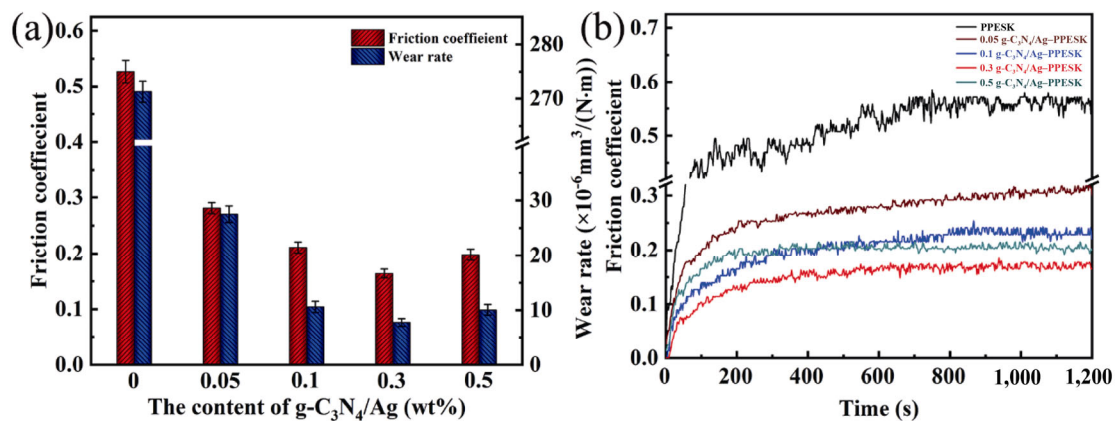 (a)
Friction coeffiecient
0.6
0.5
0.4
0.3
0.2
0.1
0.0
Friction coeffieient
Wear rate
280
270
30
20
10
0
Wear rate (×10⁻⁶mm³/(N·m))
0 0.05 0.1 0.3 0.5
The content of g-C₃N₄/Ag (wt%)
(b)
Friction coeffiecient
0.7
0.6
0.5
0.3
0.2
0.1
0.0
PPESK
0.05 g-C₃N₄/Ag–PPESK
0.1 g-C₃N₄/Ag–PPESK
0.3 g-C₃N₄/Ag–PPESK
0.5 g-C₃N₄/Ag–PPESK
0 200 400 600 800 1,000 1,200
Time (s)